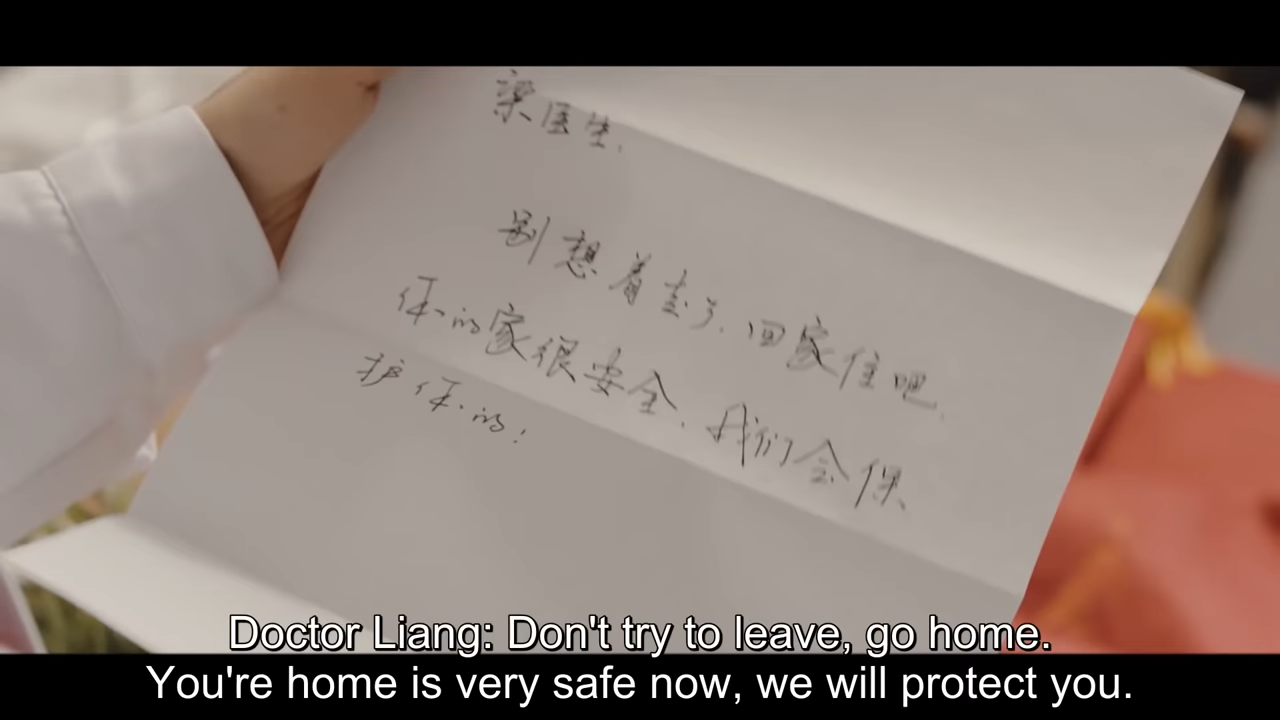 梁医生.
别想着走了.回家住吧.
你的家很安全.我们会保
护你的!
Doctor Liang: Don't try to leave, go home.
You're home is very safe now, we will protect you.